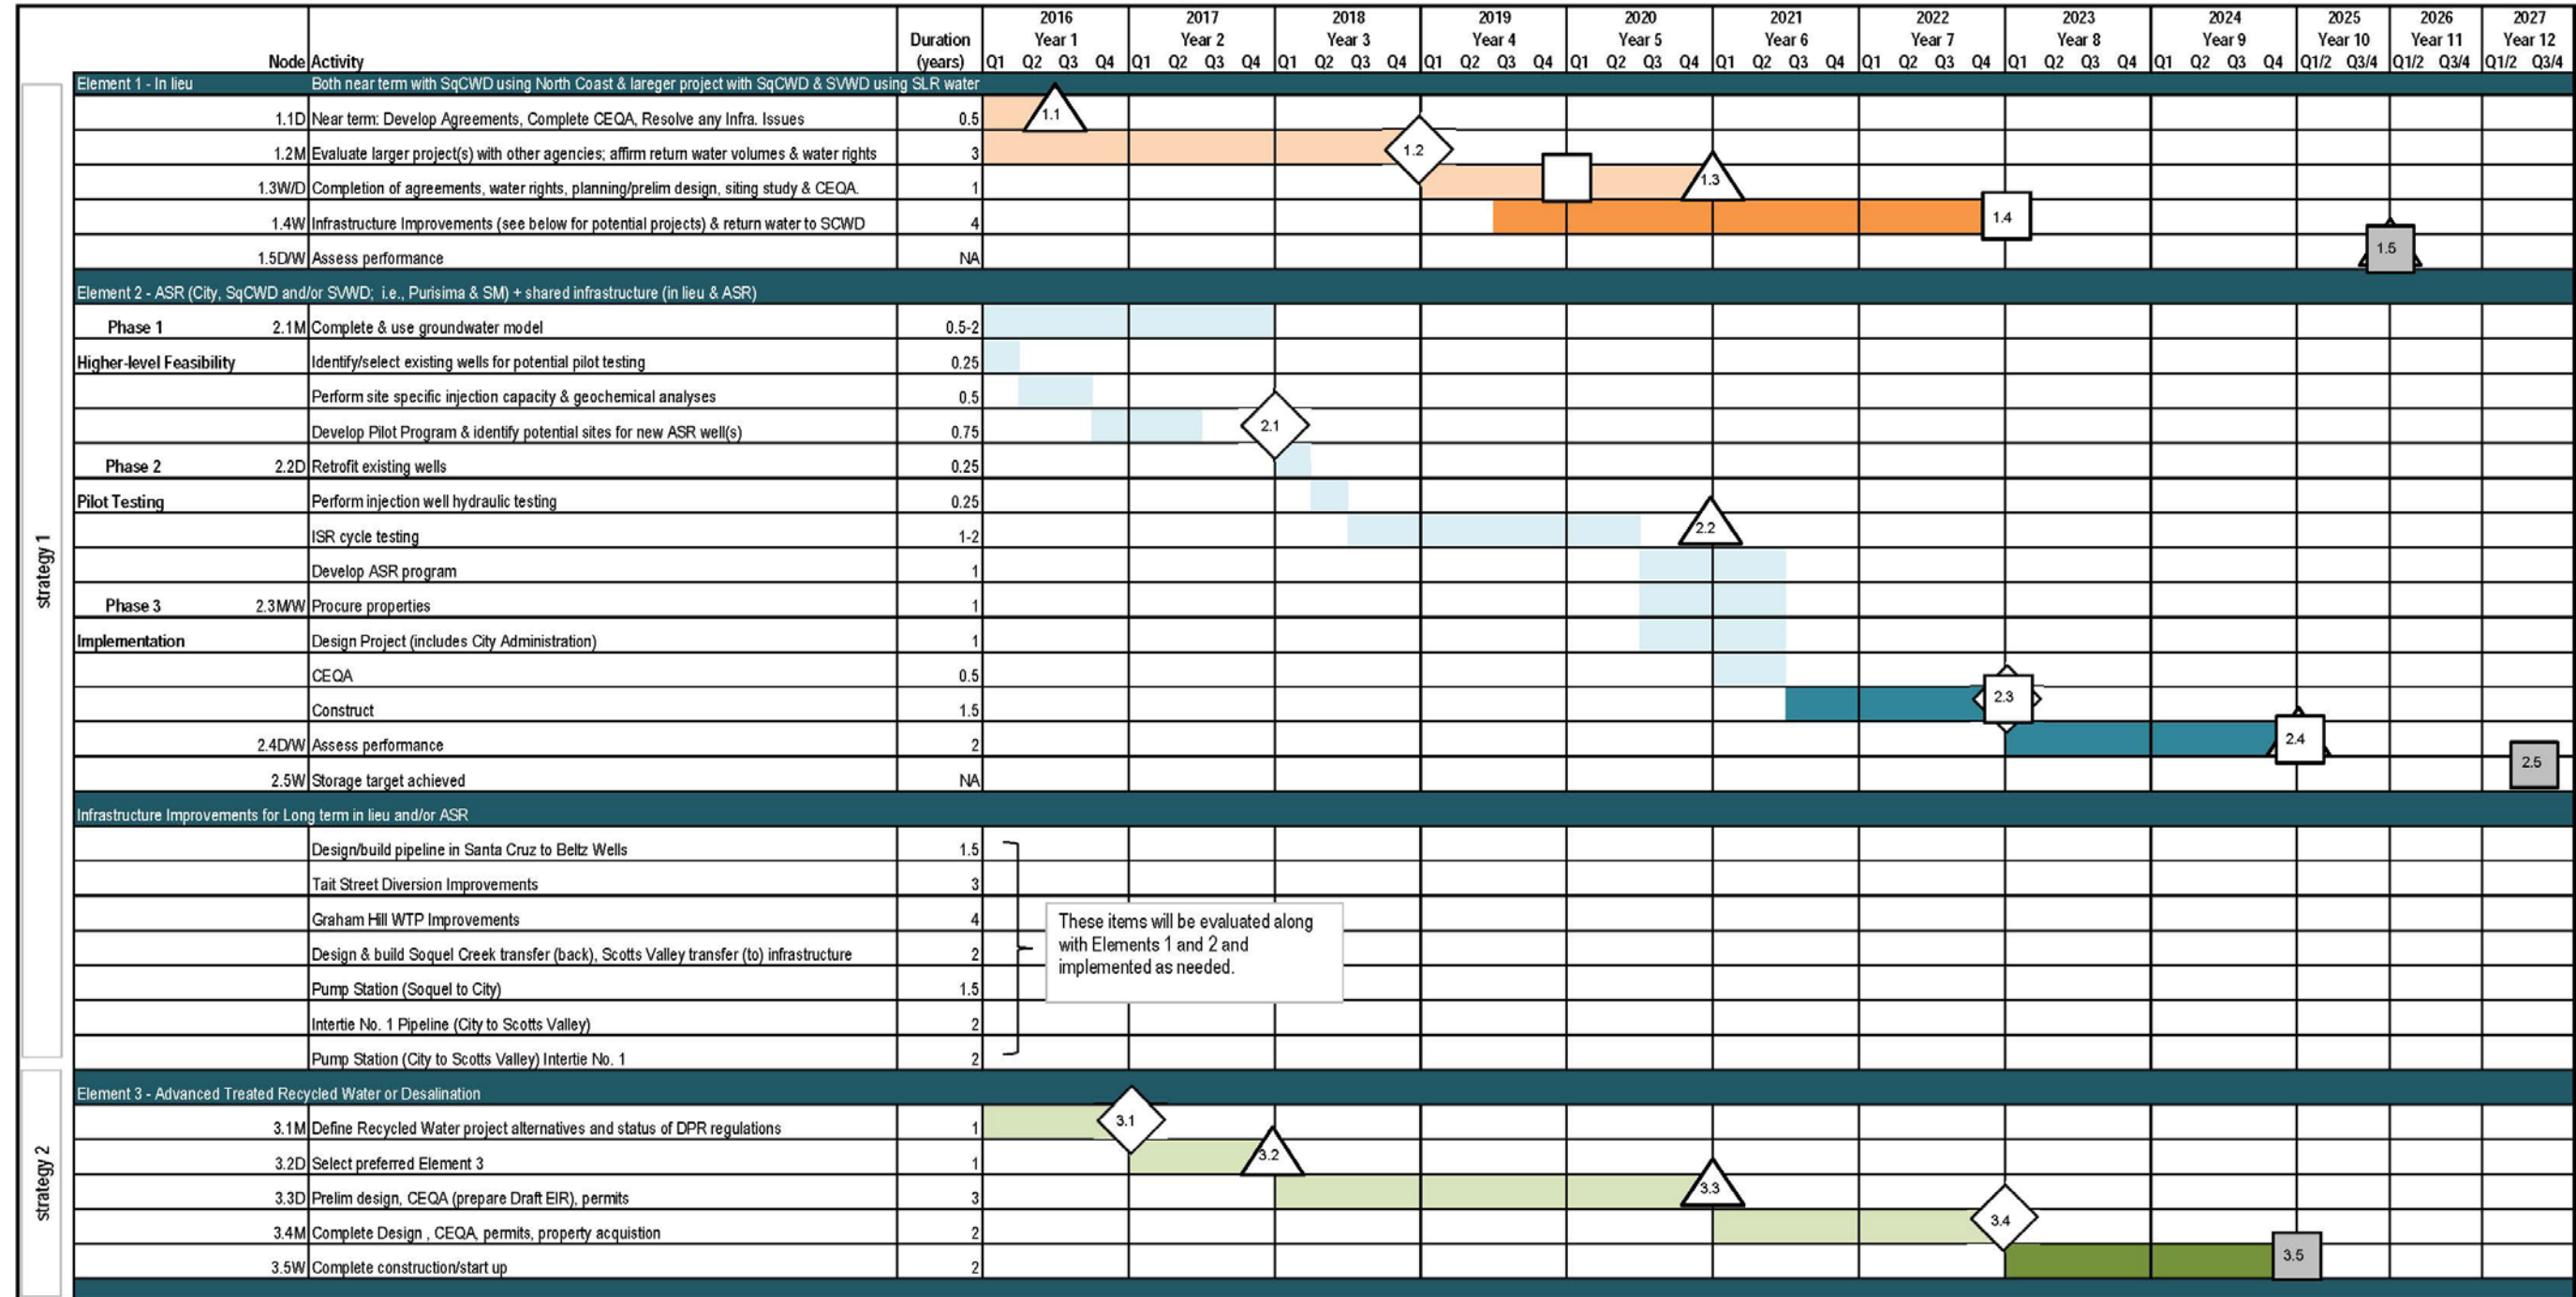 2016 2017 2018 2019 2020 2021 2022 2023 2024 2025 2026 2027
Duration Year 1 Year 2 Year 3 Year 4 Year 5 Year 6 Year 7 Year 8 Year 9 Year 10 Year 11 Year 12
Node Activity (years) Q1 Q2 Q3 Q4 Q1 Q2 Q3 Q4 Q1 Q2 Q3 Q4 Q1 Q2 Q3 Q4 Q1 Q2 Q3 Q4 Q1 Q2 Q3 Q4 Q1 Q2 Q3 Q4 Q1 Q2 Q3 Q4 Q1 Q2 Q3 Q4 Q1/2 Q3/4 Q1/2 Q3/4 Q1/2 Q3/4
strategy 1
Element 1 - In lieu Both near term with SqCWD using North Coast & lareger project with SqCWD & SVWD using SLR water
1.1D Near term: Develop Agreements, Complete CEQA, Resolve any Infra. Issues 0.5 1.1
1.2M Evaluate larger project(s) with other agencies; affirm return water volumes & water rights 3 1.2
1.3W/D Completion of agreements, water rights, planning/prelim design, siting study & CEQA. 1 1.3
1.4W Infrastructure Improvements (see below for potential projects) & return water to SCWD 4 1.4
1.5D/W Assess performance NA 1.5
Element 2 - ASR (City, SqCWD and/or SVWD; i.e., Purisima & SM) + shared infrastructure (in lieu & ASR)
Phase 1 2.1M Complete & use groundwater model 0.5-2
Higher-level Feasibility Identify/select existing wells for potential pilot testing 0.25
Perform site specific injection capacity & geochemical analyses 0.5
Develop Pilot Program & identify potential sites for new ASR well(s) 0.75 2.1
Phase 2 2.2D Retrofit existing wells 0.25
Pilot Testing Perform injection well hydraulic testing 0.25
ISR cycle testing 1-2 2.2
Develop ASR program 1
Phase 3 2.3M/W Procure properties 1
Implementation Design Project (includes City Administration) 1
CEQA 0.5
Construct 1.5 2.3
2.4D/W Assess performance 2 2.4
2.5W Storage target achieved NA 2.5
Infrastructure Improvements for Long term in lieu and/or ASR
Design/build pipeline in Santa Cruz to Beltz Wells 1.5
Tait Street Diversion Improvements 3
Graham Hill WTP Improvements 4
Design & build Soquel Creek transfer (back), Scotts Valley transfer (to) infrastructure 2
Pump Station (Soquel to City) 1.5
Intertie No. 1 Pipeline (City to Scotts Valley) 2
Pump Station (City to Scotts Valley) Intertie No. 1 2
These items will be evaluated along
with Elements 1 and 2 and
implemented as needed.
strategy 2
Element 3 - Advanced Treated Recycled Water or Desalination
3.1M Define Recycled Water project alternatives and status of DPR regulations 1 3.1
3.2D Select preferred Element 3 1 3.2
3.3D Prelim design, CEQA (prepare Draft EIR), permits 3 3.3
3.4M Complete Design , CEQA, permits, property acquistion 2 3.4
3.5W Complete construction/start up 2 3.5